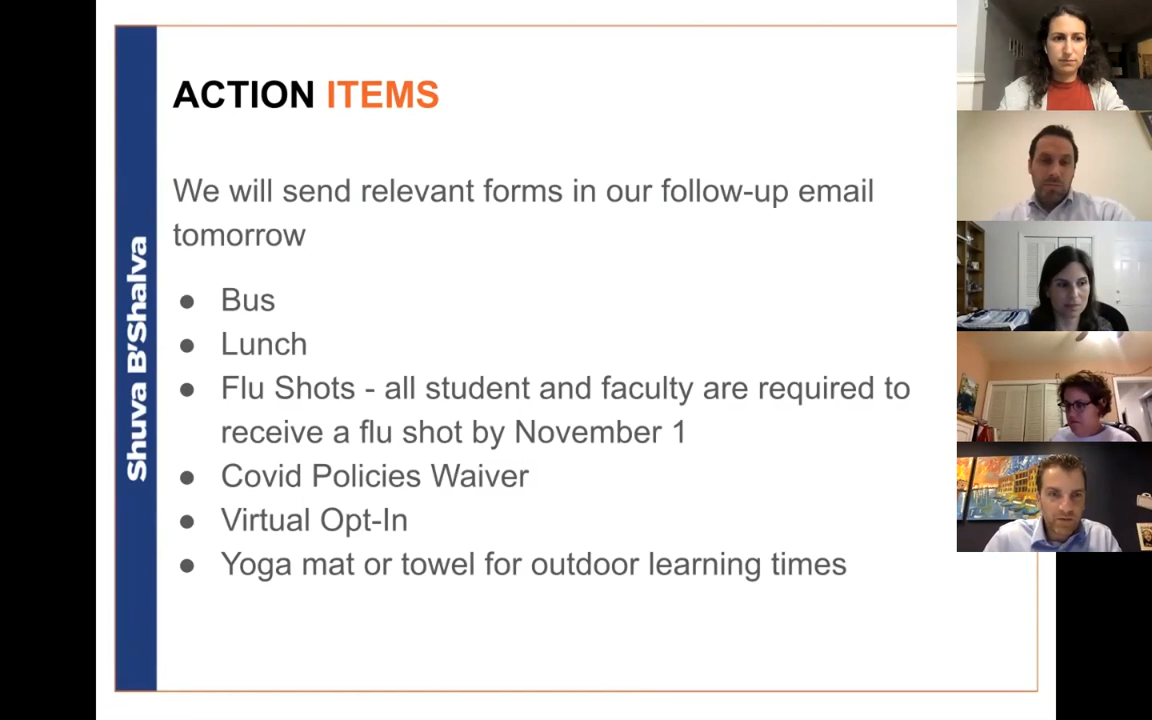 ACTION ITEMS
We will send relevant forms in our follow-up email
tomorrow
● Bus
● Lunch
● Flu Shots - all student and faculty are required to
receive a flu shot by November 1
● Covid Policies Waiver
● Virtual Opt-In
● Yoga mat or towel for outdoor learning times
Shuva B'Shalva